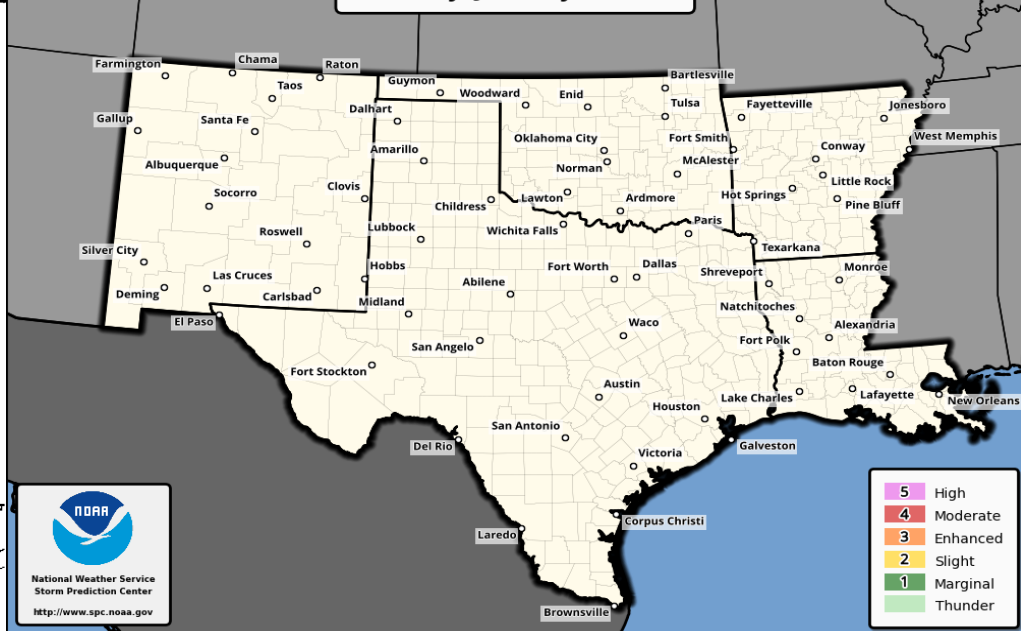 Farmington
Chama
Raton
Taos
Guymon
Woodward
Enid
Bartlesville
Tulsa
Fayetteville
Jonesboro
Gallup
Santa Fe
Dalhart
Oklahoma City
Fort Smith
West Memphis
Albuquerque
Amarillo
Norman
McAlester
Conway
Little Rock
Socorro
Clovis
Childress
Lawton
Ardmore
Hot Springs
Pine Bluff
Roswell
Lubbock
Wichita Falls
Paris
Texarkana
Silver City
Las Cruces
Hobbs
Abilene
Fort Worth
Dallas
Shreveport
Monroe
Deming
Carlsbad
Midland
Natchitoches
El Paso
San Angelo
Waco
Fort Polk
Alexandria
Fort Stockton
Baton Rouge
Austin
Lake Charles
Lafayette
New Orleans
Houston
San Antonio
Del Rio
Galveston
Victoria
Laredo
Corpus Christi
Brownsville
NOAA
National Weather Service
Storm Prediction Center
http://www.spc.noaa.gov
5 High
4 Moderate
3 Enhanced
2 Slight
1 Marginal
Thunder